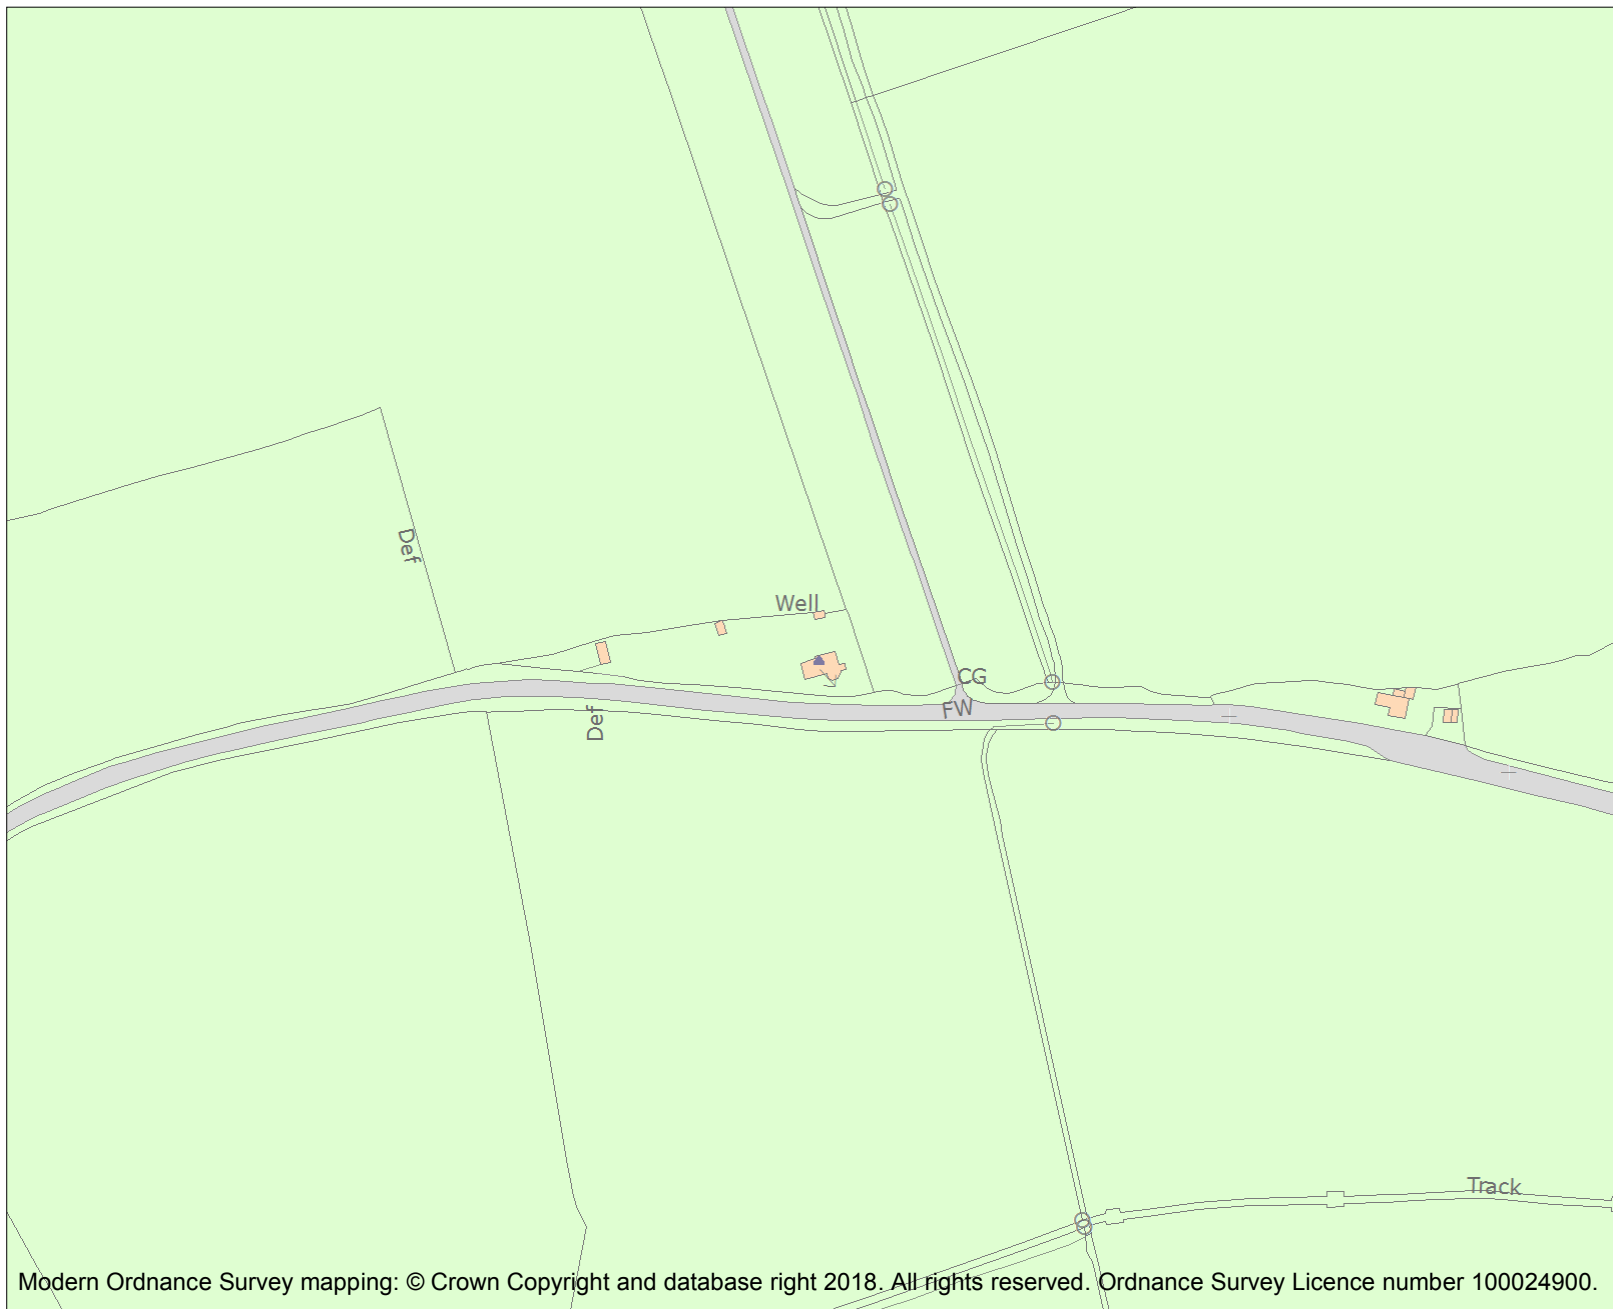 Def
Well
CG
FW
Def
Track
Modern Ordnance Survey mapping: © Crown Copyright and database right 2018. All rights reserved. Ordnance Survey Licence number 100024900.